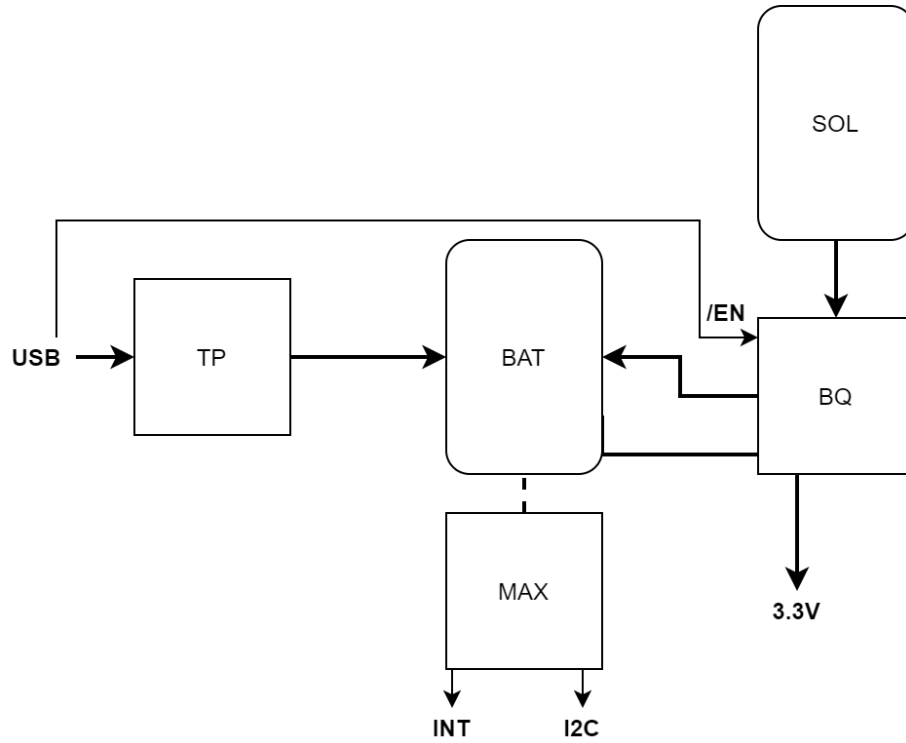 SOL
/EN
USB
TP
BAT
BQ
MAX
3.3V
INT
I2C